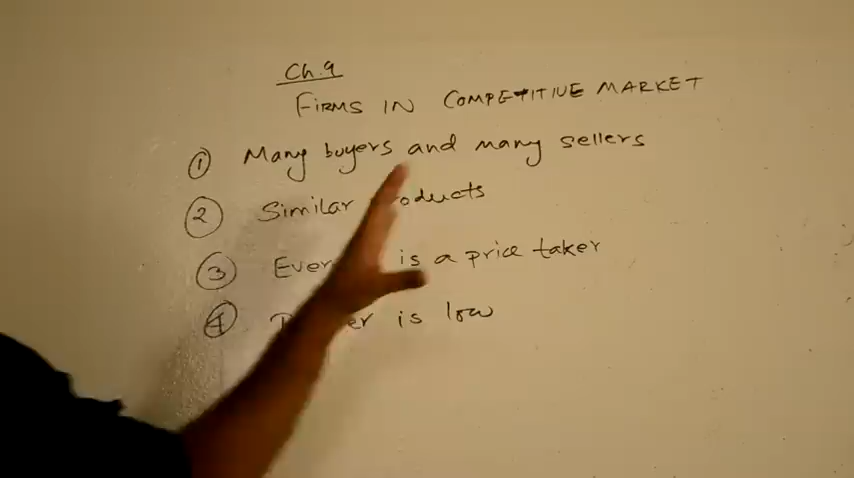 Ch.9
FIRMS IN COMPETITIVE MARKET
① Many buyers and many sellers
② Similar
③ is a price taker
④ is low